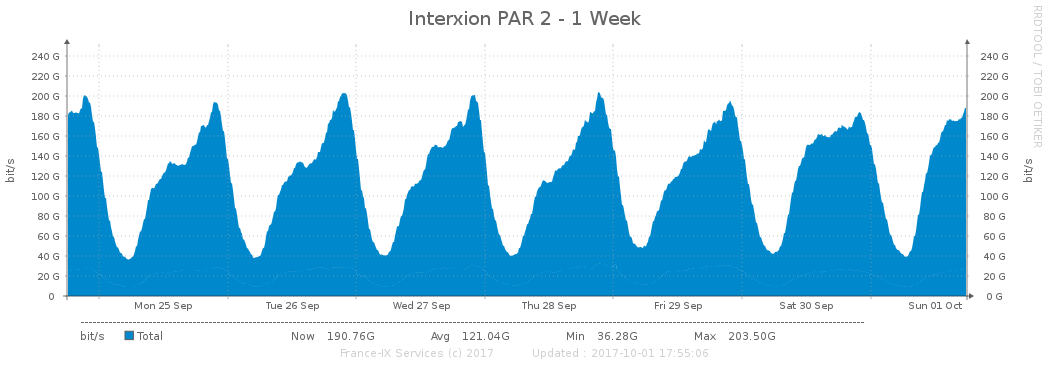 Interxion PAR 2 - 1 Week
RRDTOOL / TOBI OETIKER
240 G 240 G
220 G 220 G
200 G 200 G
180 G 180 G
160 G 160 G
140 G 140 G
120 G 120 G
100 G 100 G
80 G 80 G
60 G 60 G
40 G 40 G
20 G 20 G
0 0 G
bit/s bit/s
Mon 25 Sep Tue 26 Sep Wed 27 Sep Thu 28 Sep Fri 29 Sep Sat 30 Sep Sun 01 Oct
bit/s Total Now 190.76G Avg 121.04G Min 36.28G Max 203.50G
France-IX Services (c) 2017 Updated : 2017-10-01 17:55:06